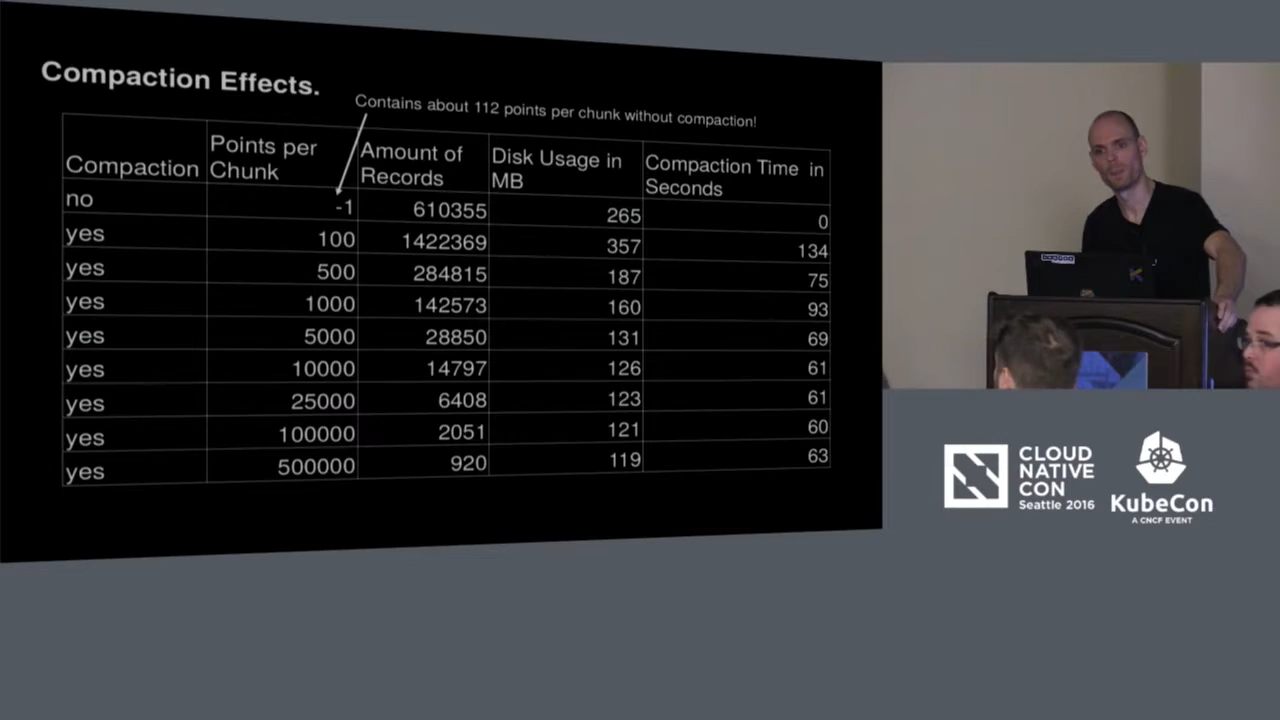 Compaction Effects.
Contains about 112 points per chunk without compaction!
Compaction Points per Chunk Amount of Records Disk Usage in MB Compaction Time in Seconds
no -1 610355 265 0
yes 100 1422369 357 134
yes 500 284815 187 75
yes 1000 142573 160 93
yes 5000 28850 131 69
yes 10000 14797 126 61
yes 25000 6408 123 61
yes 100000 2051 121 60
yes 500000 920 119 63
CLOUD
NATIVE
CON
Seattle 2016
KubeCon
A CNCF EVENT